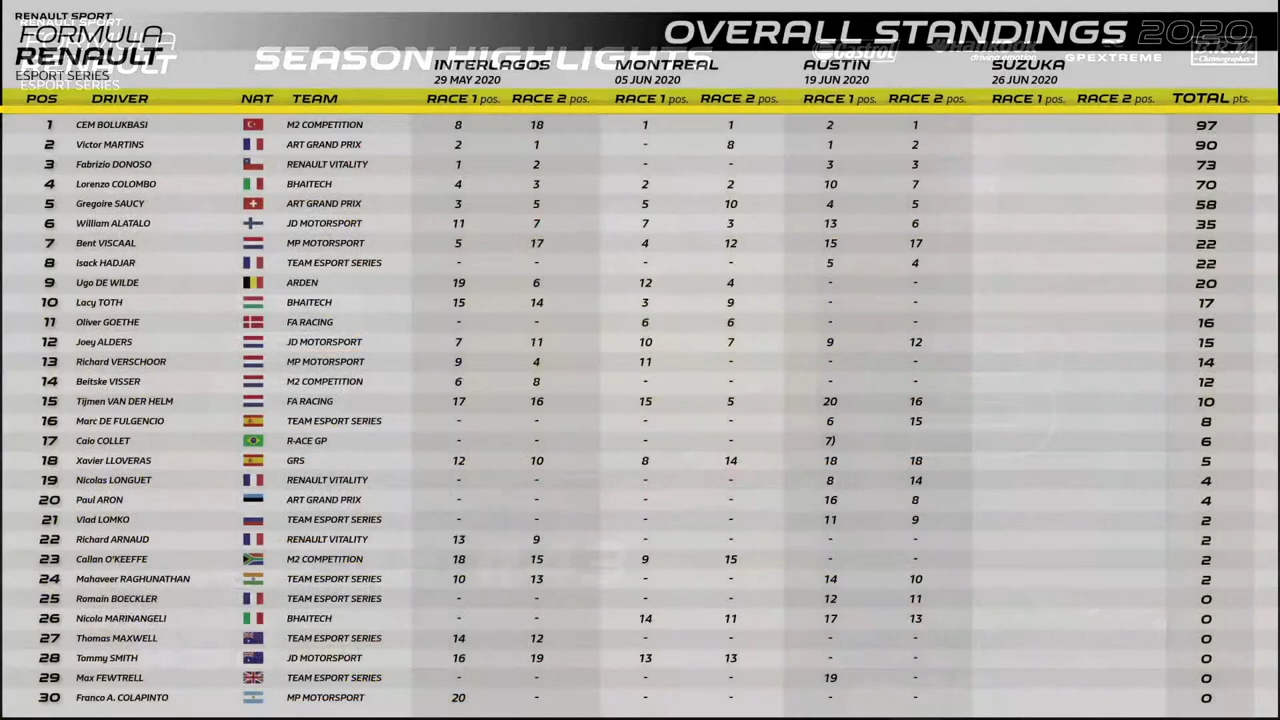 RENAULT SPORT
RENAULT SPORT
FORMULA
FORMULA
RENAULT
RENAULT
ESPORT SERIES
ESPORT SERIES
OVERALL STANDINGS 2020
SEASON HIGHLIGHTS
Castrol
HANKOOK
driving emotion
GPEXTREME
B.R.M
Chronographes
INTERLAGOS MONTREAL AUSTIN SUZUKA
29 MAY 2020 05 JUN 2020 19 JUN 2020 26 JUN 2020
POS DRIVER NAT TEAM RACE 1 pos. RACE 2 pos. RACE 1 pos. RACE 2 pos. RACE 1 pos. RACE 2 pos. RACE 1 pos. RACE 2 pos. TOTAL pts.
1 CEM BOLUKBASI M2 COMPETITION 8 18 1 1 2 1 97
2 Victor MARTINS ART GRAND PRIX 2 1 - 8 1 2 90
3 Fabrizio DONOSO RENAULT VITALITY 1 2 - - 3 3 73
4 Lorenzo COLOMBO BHAITECH 4 3 2 2 10 7 70
5 Gregoire SAUCY ART GRAND PRIX 3 5 5 10 4 5 58
6 William ALATALO JD MOTORSPORT 11 7 7 3 13 6 35
7 Bent VISCAAL MP MOTORSPORT 5 17 4 12 15 17 22
8 Isack HADJAR TEAM ESPORT SERIES - - - - 5 4 22
9 Ugo DE WILDE ARDEN 19 6 12 4 - - 20
10 Lacy TOTH BHAITECH 15 14 3 9 - - 17
11 Oliver GOETHE FA RACING - - 6 6 - - 16
12 Joey ALDERS JD MOTORSPORT 7 11 10 7 9 12 15
13 Richard VERSCHOOR MP MOTORSPORT 9 4 11 - - - 14
14 Beitske VISSER M2 COMPETITION 6 8 - - - - 12
15 Tijmen VAN DER HELM FA RACING 17 16 15 5 20 16 10
16 Marc DE FULGENCIO TEAM ESPORT SERIES - - - - 6 15 8
17 Caio COLLET R-ACE GP - - - - 7) 6
18 Xavier LLOVERAS GRS 12 10 8 14 18 18 5
19 Nicolas LONGUET RENAULT VITALITY - - - - 8 14 4
20 Paul ARON ART GRAND PRIX - - - - 16 8 4
21 Vlad LOMKO TEAM ESPORT SERIES - - - - 11 9 2
22 Richard ARNAUD RENAULT VITALITY 13 9 - - - - 2
23 Callan O'KEEFFE M2 COMPETITION 18 15 9 15 - - 2
24 Mahaveer RAGHUNATHAN TEAM ESPORT SERIES 10 13 - - 14 10 2
25 Romain BOECKLER TEAM ESPORT SERIES - - - - 12 11 0
26 Nicola MARINANGELI BHAITECH - - 14 11 17 13 0
27 Thomas MAXWELL TEAM ESPORT SERIES 14 12 - - - - 0
28 Tommy SMITH JD MOTORSPORT 16 19 13 13 - - 0
29 Max FEWTRELL TEAM ESPORT SERIES - - - - 19 - 0
30 Franco A. COLAPINTO MP MOTORSPORT 20 - - - - - 0